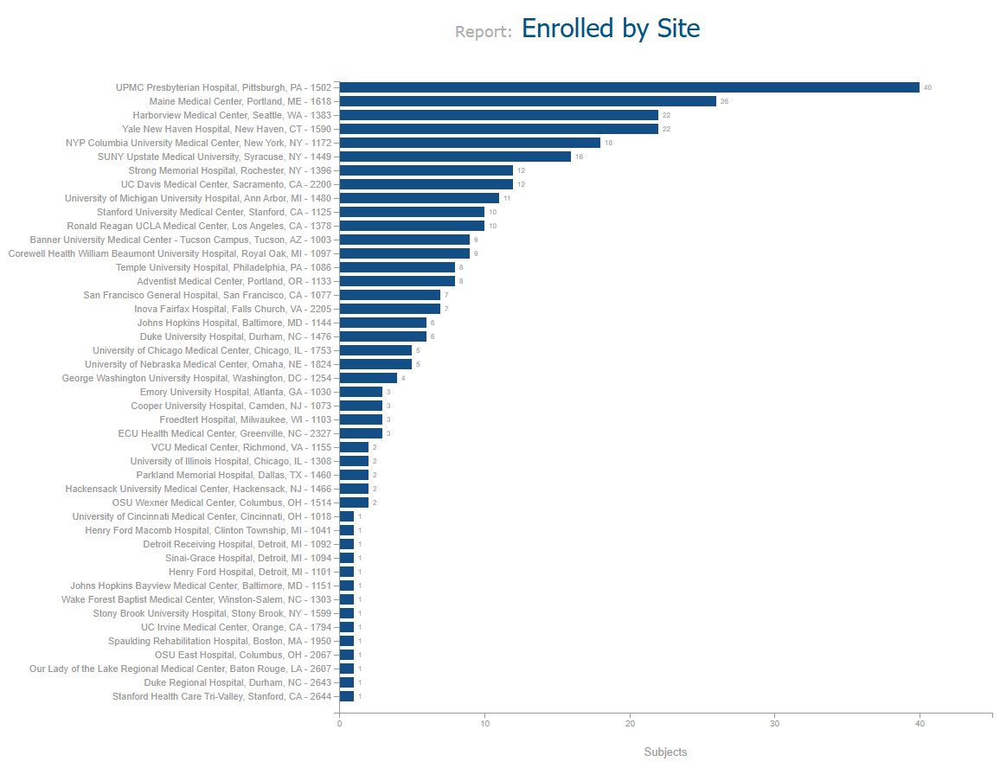 Report: Enrolled by Site
UPMC Presbyterian Hospital, Pittsburgh, PA - 1502 40
Maine Medical Center, Portland, ME - 1618 26
Harborview Medical Center, Seattle, WA - 1383 22
Yale New Haven Hospital, New Haven, CT - 1590 22
NYP Columbia University Medical Center, New York, NY - 1172 18
SUNY Upstate Medical University, Syracuse, NY - 1449 16
Strong Memorial Hospital, Rochester, NY - 1396 12
UC Davis Medical Center, Sacramento, CA - 2200 12
University of Michigan University Hospital, Ann Arbor, MI - 1480 11
Stanford University Medical Center, Stanford, CA - 1125 10
Ronald Reagan UCLA Medical Center, Los Angeles, CA - 1378 10
Banner University Medical Center - Tucson Campus, Tucson, AZ - 1003 9
Corewell Health William Beaumont University Hospital, Royal Oak, MI - 1097 9
Temple University Hospital, Philadelphia, PA - 1086 8
Adventist Medical Center, Portland, OR - 1133 8
San Francisco General Hospital, San Francisco, CA - 1077 7
Inova Fairfax Hospital, Falls Church, VA - 2205 7
Johns Hopkins Hospital, Baltimore, MD - 1144 6
Duke University Hospital, Durham, NC - 1476 6
University of Chicago Medical Center, Chicago, IL - 1753 5
University of Nebraska Medical Center, Omaha, NE - 1824 5
George Washington University Hospital, Washington, DC - 1254 4
Emory University Hospital, Atlanta, GA - 1030 3
Cooper University Hospital, Camden, NJ - 1073 3
Froedtert Hospital, Milwaukee, WI - 1103 3
ECU Health Medical Center, Greenville, NC - 2327 3
VCU Medical Center, Richmond, VA - 1155 2
University of Illinois Hospital, Chicago, IL - 1308 2
Parkland Memorial Hospital, Dallas, TX - 1460 2
Hackensack University Medical Center, Hackensack, NJ - 1466 2
OSU Wexner Medical Center, Columbus, OH - 1514 2
University of Cincinnati Medical Center, Cincinnati, OH - 1018 1
Henry Ford Macomb Hospital, Clinton Township, MI - 1041 1
Detroit Receiving Hospital, Detroit, MI - 1092 1
Sinai-Grace Hospital, Detroit, MI - 1094 1
Henry Ford Hospital, Detroit, MI - 1101 1
Johns Hopkins Bayview Medical Center, Baltimore, MD - 1151 1
Wake Forest Baptist Medical Center, Winston-Salem, NC - 1303 1
Stony Brook University Hospital, Stony Brook, NY - 1599 1
UC Irvine Medical Center, Orange, CA - 1794 1
Spaulding Rehabilitation Hospital, Boston, MA - 1950 1
OSU East Hospital, Columbus, OH - 2067 1
Our Lady of the Lake Regional Medical Center, Baton Rouge, LA - 2607 1
Duke Regional Hospital, Durham, NC - 2643 1
Stanford Health Care Tri-Valley, Stanford, CA - 2644 1
0 10 20 30 40
Subjects